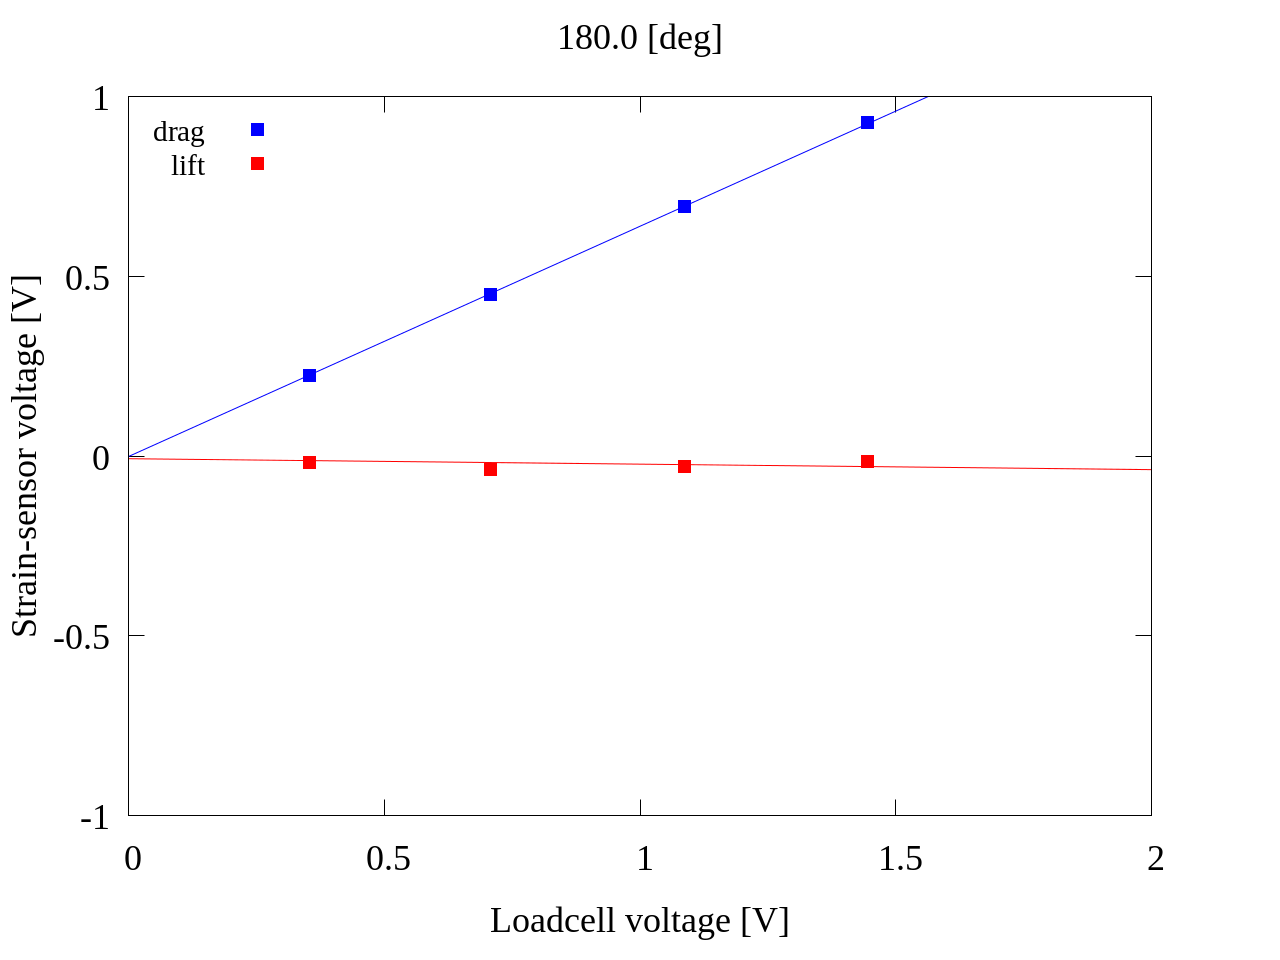 180.0 [deg]
drag
lift
1
0.5
0
-0.5
-1
Strain-sensor voltage [V]
0 0.5 1 1.5 2
Loadcell voltage [V]